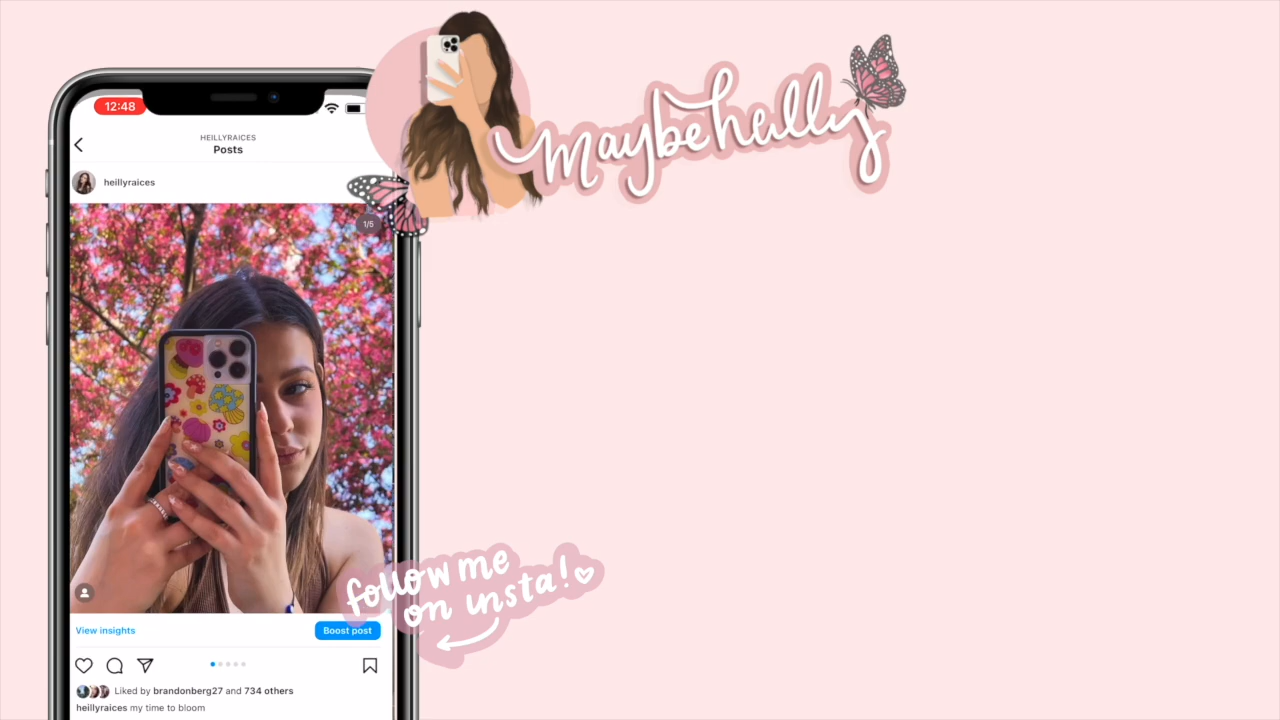 12:48
HEILLYRAICES
Posts
heillyraices
1/5
maybeheilly
follow me
on insta!
View insights
Boost post
Liked by brandonberg27 and 734 others
heillyraices my time to bloom